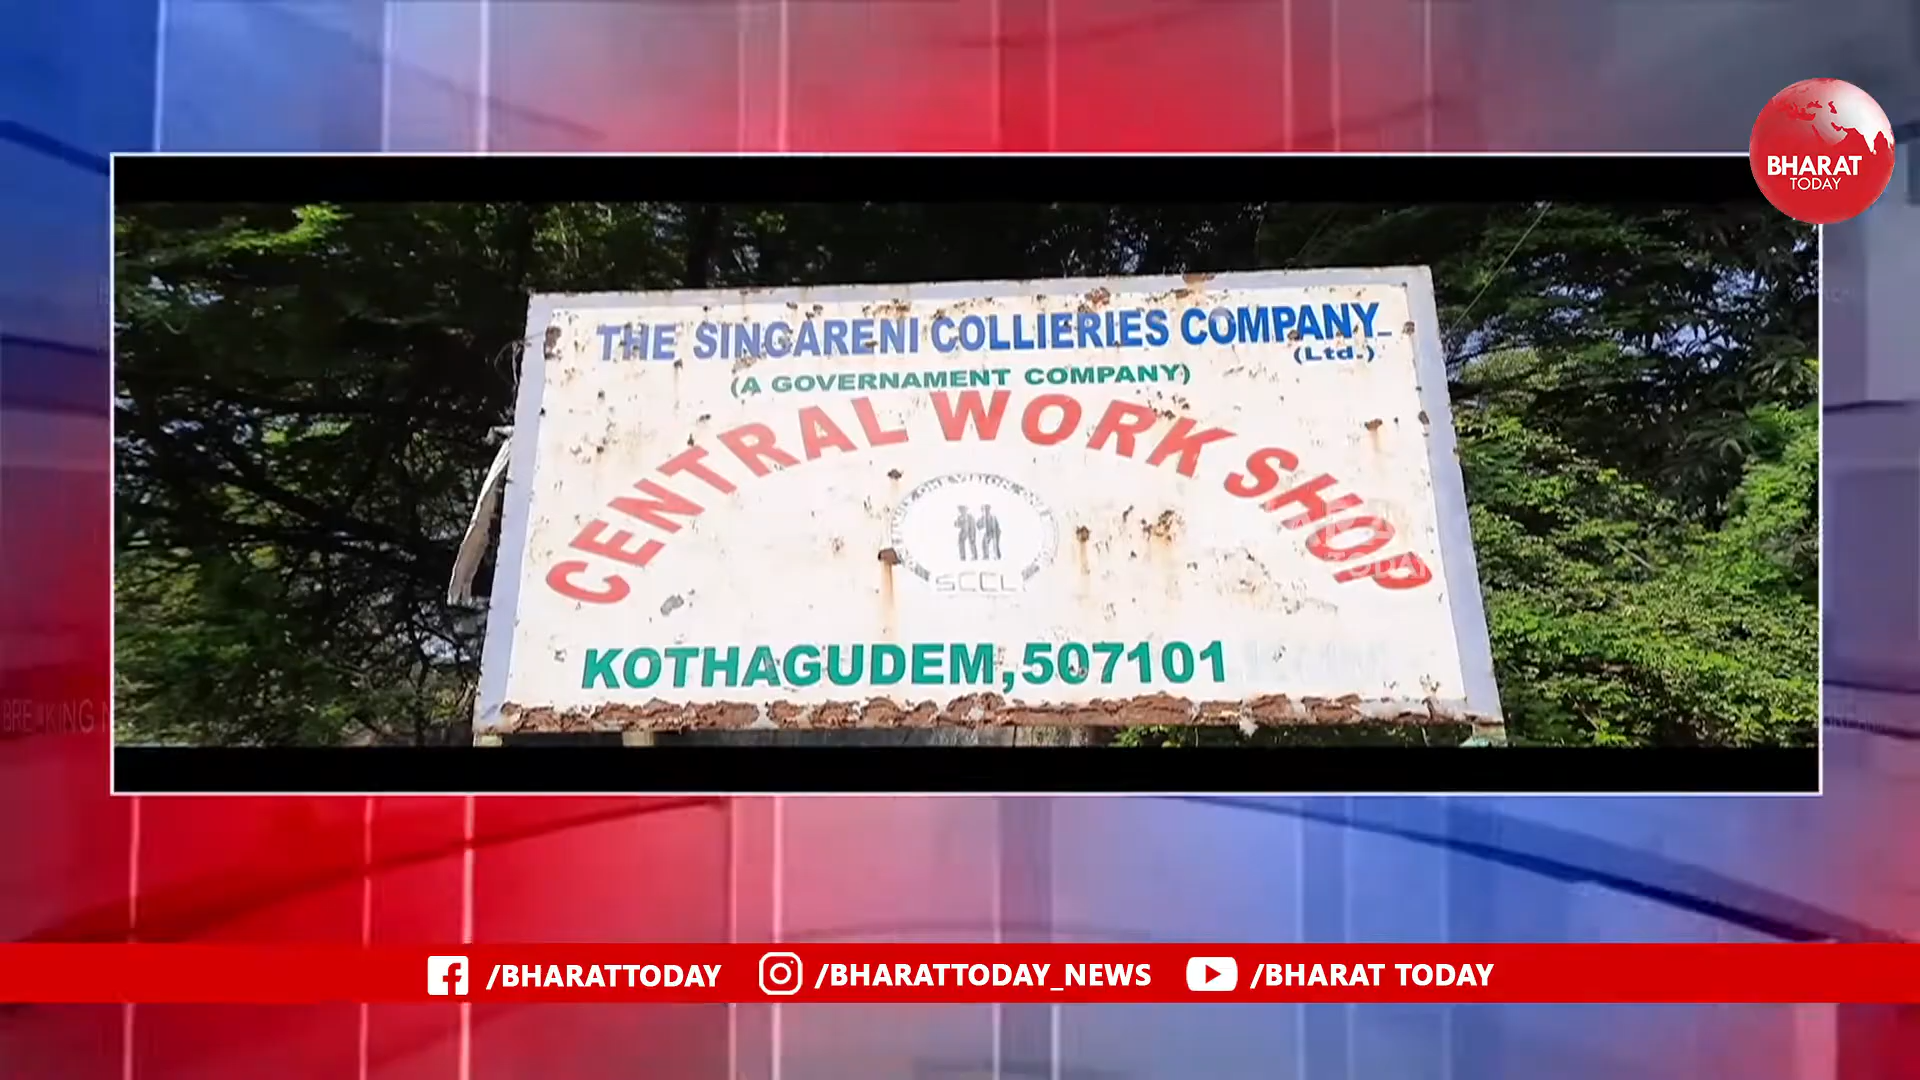 BHARAT
TODAY
THE SINGARENI COLLIERIES COMPANY
(Ltd.)
(A GOVERNAMENT COMPANY)
CENTRAL WORK SHOP
SCCL
KOTHAGUDEM,507101
/BHARATTODAY
/BHARATTODAY_NEWS
/BHARAT TODAY